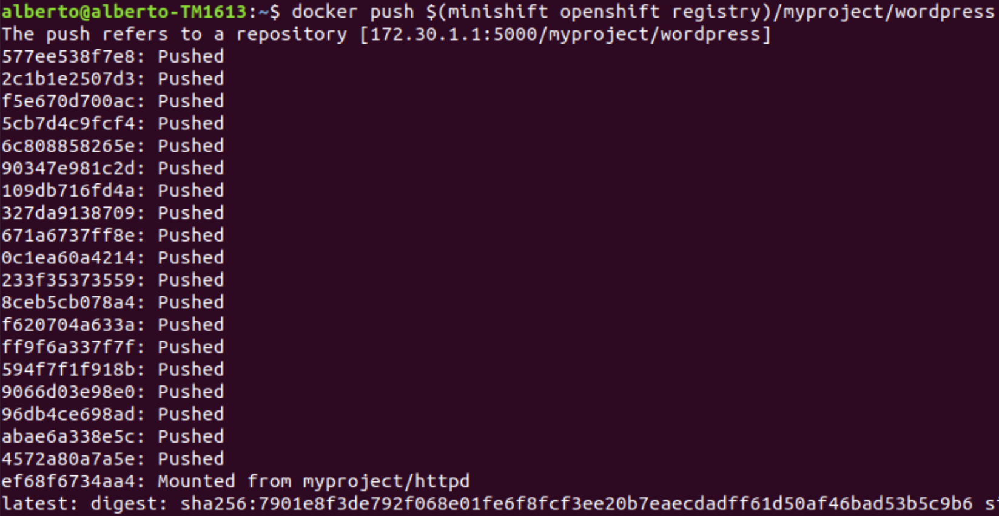 alberto@alberto-TM1613:~$ docker push $(minishift openshift registry)/myproject/wordpress
The push refers to a repository [172.30.1.1:5000/myproject/wordpress]
577ee538f7e8: Pushed
2c1b1e2507d3: Pushed
f5e670d700ac: Pushed
5cb7d4c9fcf4: Pushed
6c808858265e: Pushed
90347e981c2d: Pushed
109db716fd4a: Pushed
327da9138709: Pushed
671a6737ff8e: Pushed
0c1ea60a4214: Pushed
233f35373559: Pushed
8ceb5cb078a4: Pushed
f620704a633a: Pushed
ff9f6a337f7f: Pushed
594f7f1f918b: Pushed
9066d03e98e0: Pushed
96db4ce698ad: Pushed
abae6a338e5c: Pushed
4572a80a7a5e: Pushed
ef68f6734aa4: Mounted from myproject/httpd
latest: digest: sha256:7901e8f3de792f068e01fe6f8fcf3ee20b7eaecdadff61d50af46bad53b5c9b6